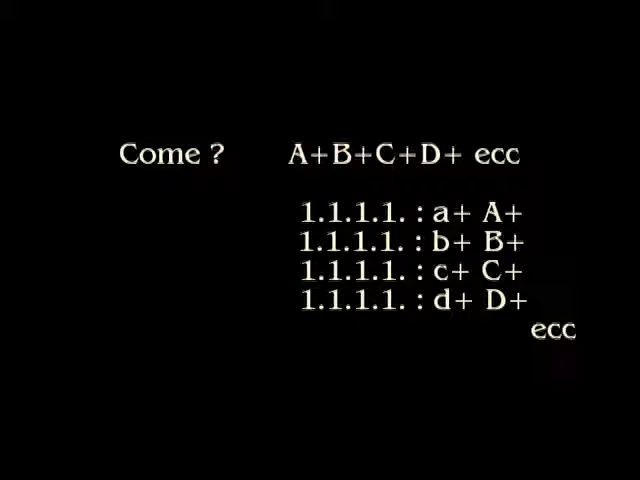 Come ? A+B+C+D+ ecc
1.1.1.1. : a+ A+
1.1.1.1. : b+ B+
1.1.1.1. : c+ C+
1.1.1.1. : d+ D+
ecc